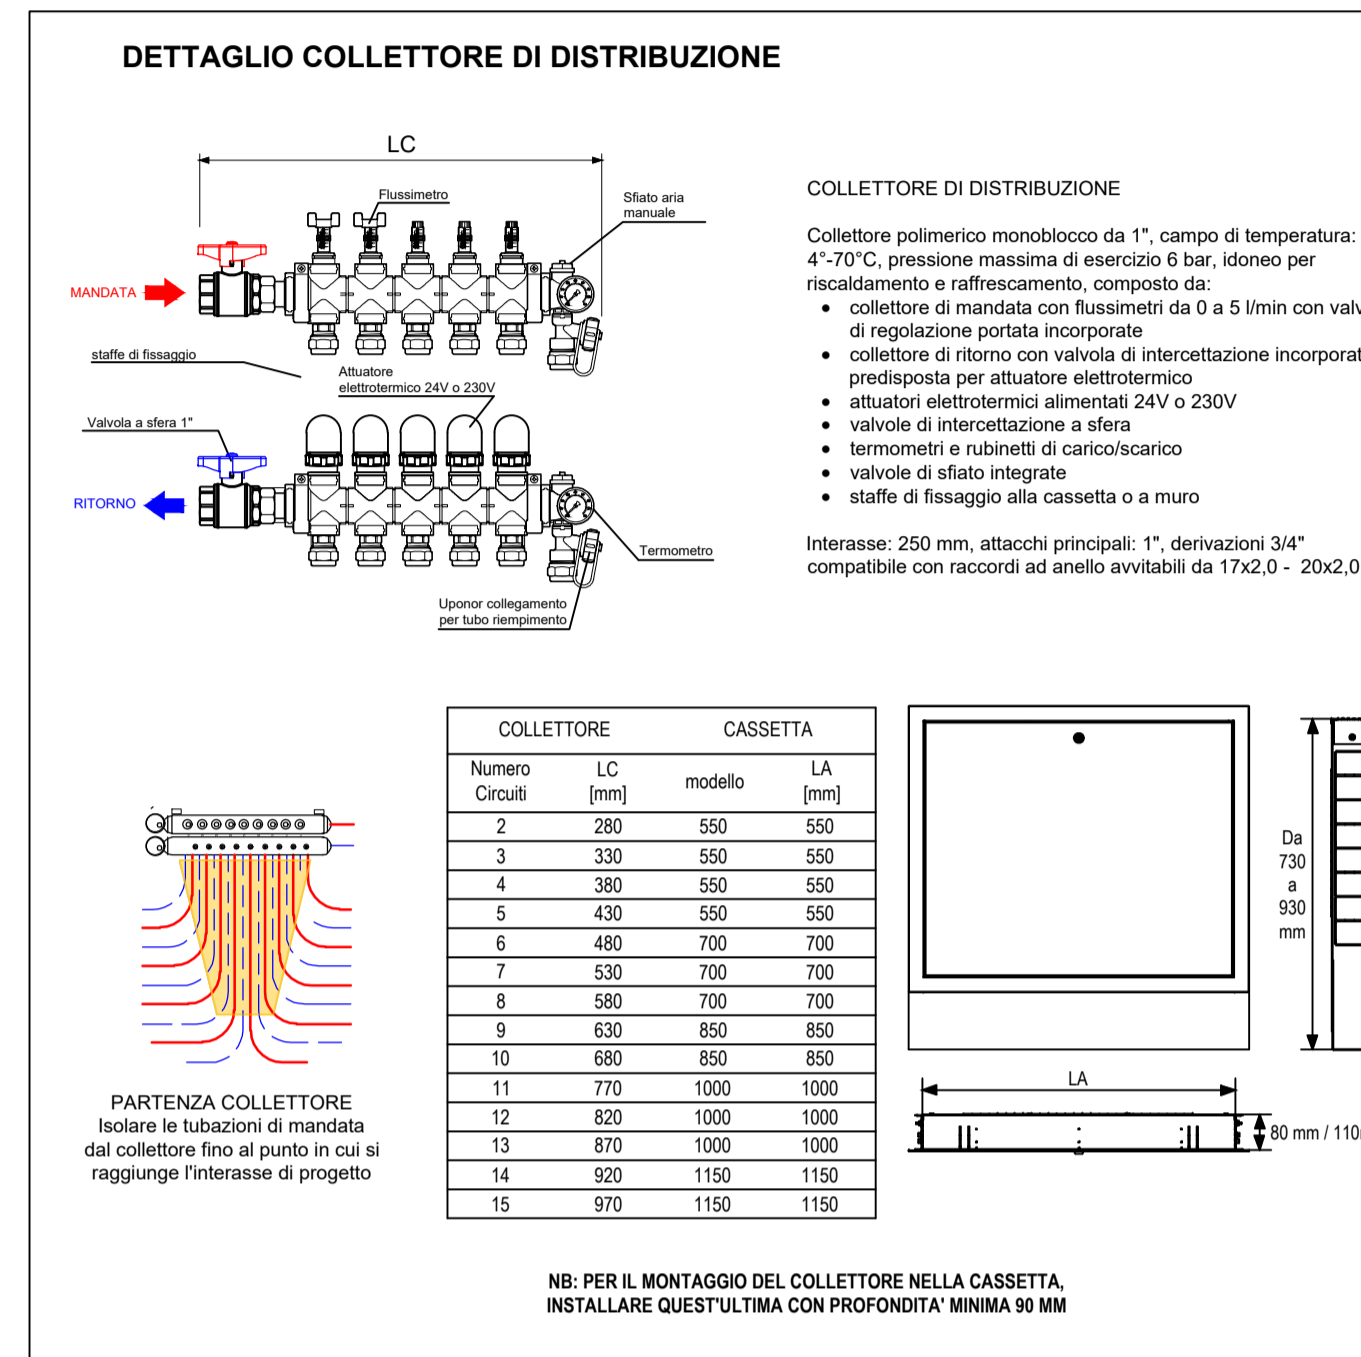 DETTAGLIO COLLETTORE DI DISTRIBUZIONE
LC
Flussimetro
Sfiato aria
manuale
MANDATA
staffe di fissaggio
Attuatore
elettrotermico 24V o 230V
Valvola a sfera 1"
RITORNO
Termometro
Uponor collegamento
per tubo riempimento
COLLETTORE DI DISTRIBUZIONE
Collettore polimerico monoblocco da 1", campo di temperatura:
4°-70°C, pressione massima di esercizio 6 bar, idoneo per
riscaldamento e raffrescamento, composto da:
• collettore di mandata con flussimetri da 0 a 5 l/min con valv
di regolazione portata incorporate
• collettore di ritorno con valvola di intercettazione incorporat
predisposta per attuatore elettrotermico
• attuatori elettrotermici alimentati 24V o 230V
• valvole di intercettazione a sfera
• termometri e rubinetti di carico/scarico
• valvole di sfiato integrate
• staffe di fissaggio alla cassetta o a muro
Interasse: 250 mm, attacchi principali: 1", derivazioni 3/4"
compatibile con raccordi ad anello avvitabili da 17x2,0 - 20x2,0
PARTENZA COLLETTORE
Isolare le tubazioni di mandata
dal collettore fino al punto in cui si
raggiunge l'interasse di progetto
COLLETTORE CASSETTA
Numero Circuiti LC [mm] modello LA [mm]
2 280 550 550
3 330 550 550
4 380 550 550
5 430 550 550
6 480 700 700
7 530 700 700
8 580 700 700
9 630 850 850
10 680 850 850
11 770 1000 1000
12 820 1000 1000
13 870 1000 1000
14 920 1150 1150
15 970 1150 1150
Da
730
a
930
mm
LA
80 mm / 110
NB: PER IL MONTAGGIO DEL COLLETTORE NELLA CASSETTA,
INSTALLARE QUEST'ULTIMA CON PROFONDITA' MINIMA 90 MM